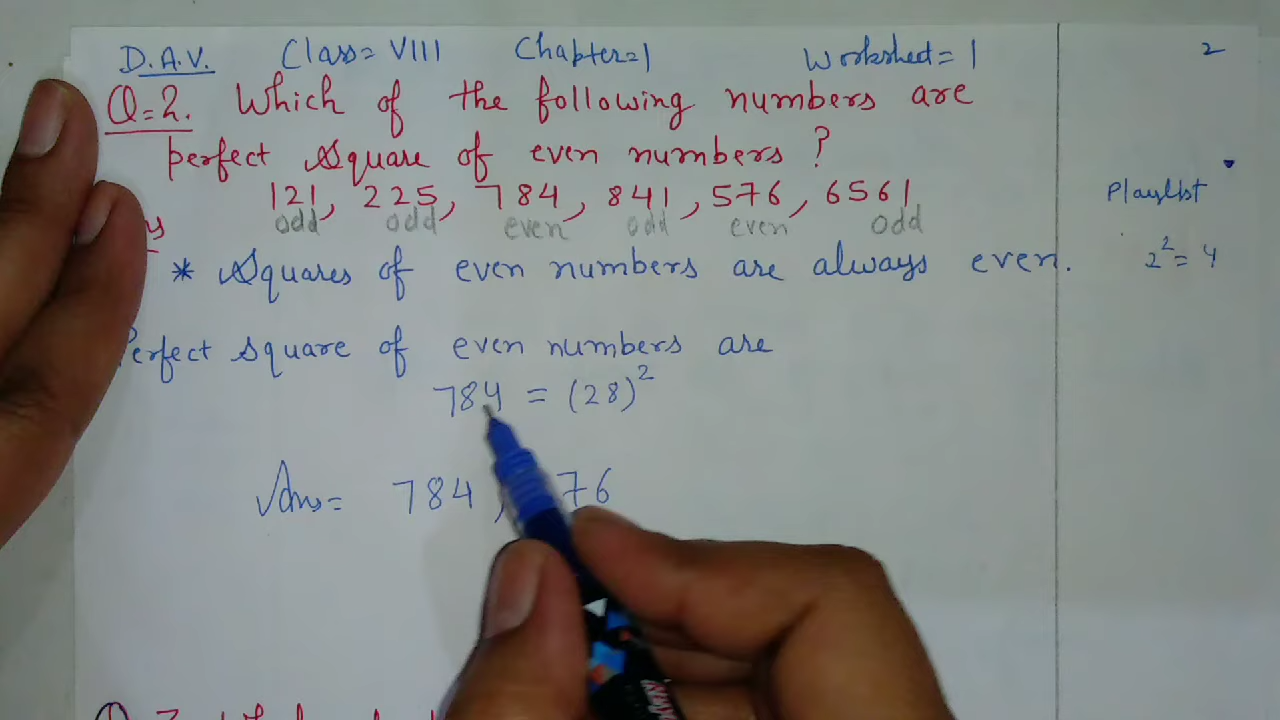 D.A.V. Class = VIII Chapter = 1 Worksheet = 1 2
Q=2. Which of the following numbers are
perfect square of even numbers ?
121, 225, 784, 841, 576, 6561
odd odd even odd even odd
Playlist
* Squares of even numbers are always even.
2² = 4
Perfect square of even numbers are
784 = (28)²
Ans = 784, 76